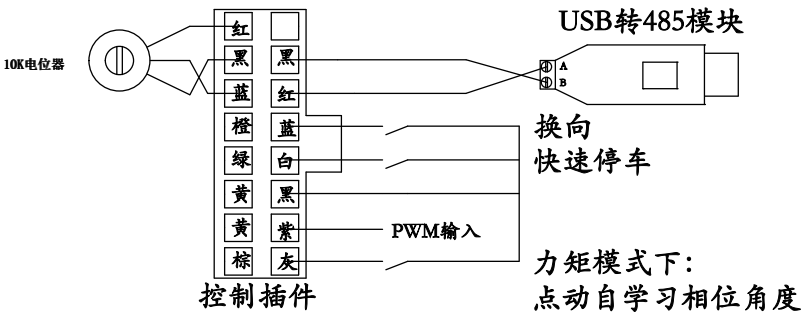 USB转485模块
10K电位器
红
黑 黑
蓝 红
橙 蓝
绿 白
黄 黑
黄 紫
棕 灰
A
B
换向
快速停车
PWM输入
控制插件
力矩模式下:
点动自学习相位角度